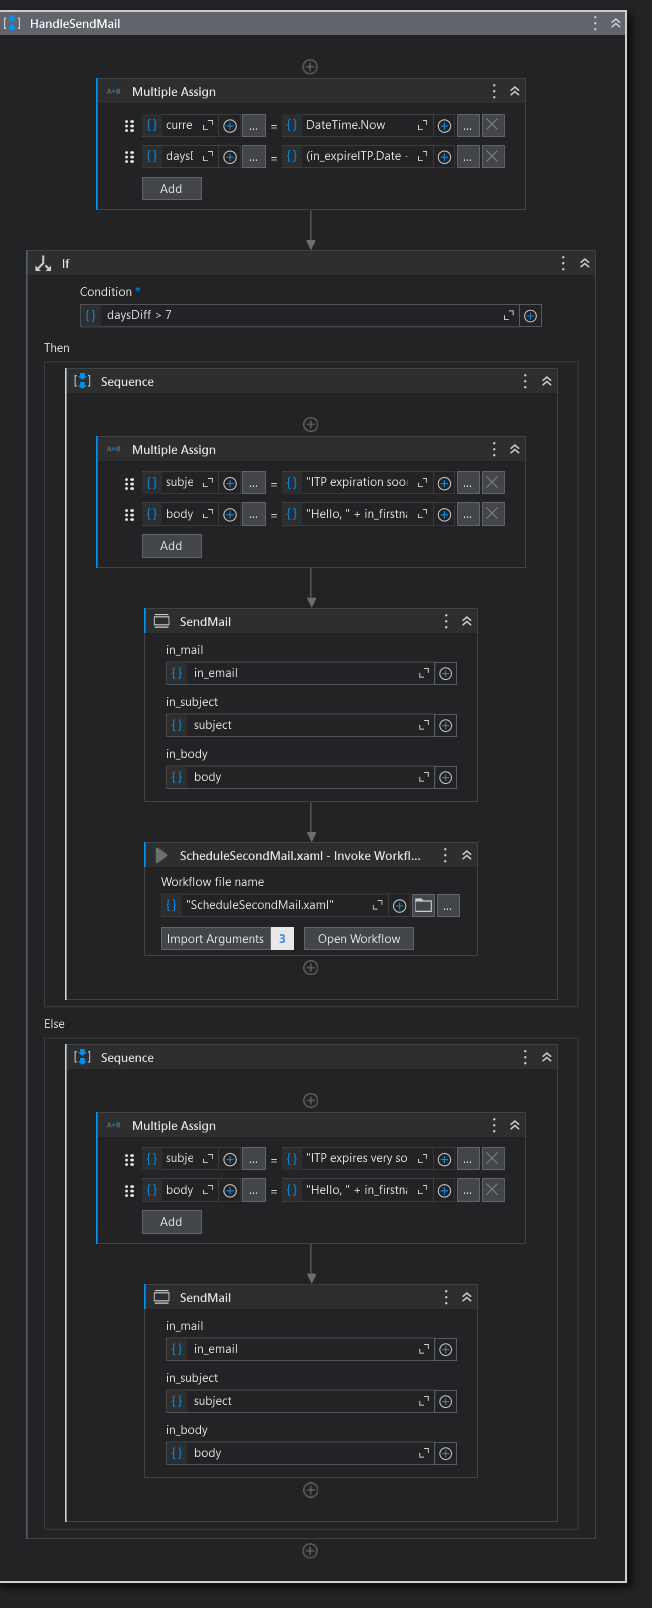 HandleSendMail
A+B Multiple Assign
curre ... = DateTime.Now ...
days[ ... = (in_expireITP.Date - ...
Add
If
Condition *
daysDiff > 7
Then
Sequence
A+B Multiple Assign
subje ... = "ITP expiration soo ...
body ... = "Hello, " + in_firstn ...
Add
SendMail
in_mail
in_email
in_subject
subject
in_body
body
ScheduleSecondMail.xaml - Invoke Workfl...
Workflow file name
"ScheduleSecondMail.xaml" ...
Import Arguments 3 Open Workflow
Else
Sequence
A+B Multiple Assign
subje ... = "ITP expires very so ...
body ... = "Hello, " + in_firstn ...
Add
SendMail
in_mail
in_email
in_subject
subject
in_body
body